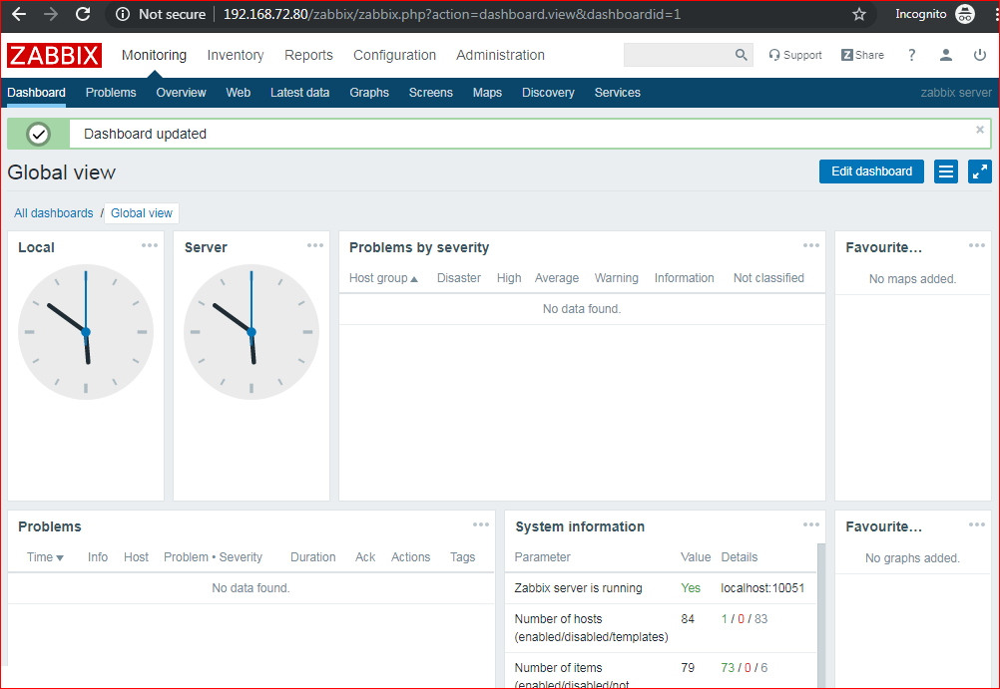 Not secure 192.168.72.80/zabbix/zabbix.php?action=dashboard.view&dashboardid=1 Incognito
ZABBIX Monitoring Inventory Reports Configuration Administration Support Z Share ?
Dashboard Problems Overview Web Latest data Graphs Screens Maps Discovery Services zabbix server
Dashboard updated
Global view Edit dashboard
All dashboards / Global view
Local Server Problems by severity Favourite...
Host group Disaster High Average Warning Information Not classified No maps added.
No data found.
Problems System information Favourite...
Time Info Host Problem • Severity Duration Ack Actions Tags Parameter Value Details No graphs added.
No data found. Zabbix server is running Yes localhost:10051
Number of hosts 84 1 / 0 / 83
(enabled/disabled/templates)
Number of items 79 73 / 0 / 6
(enabled/disabled/not